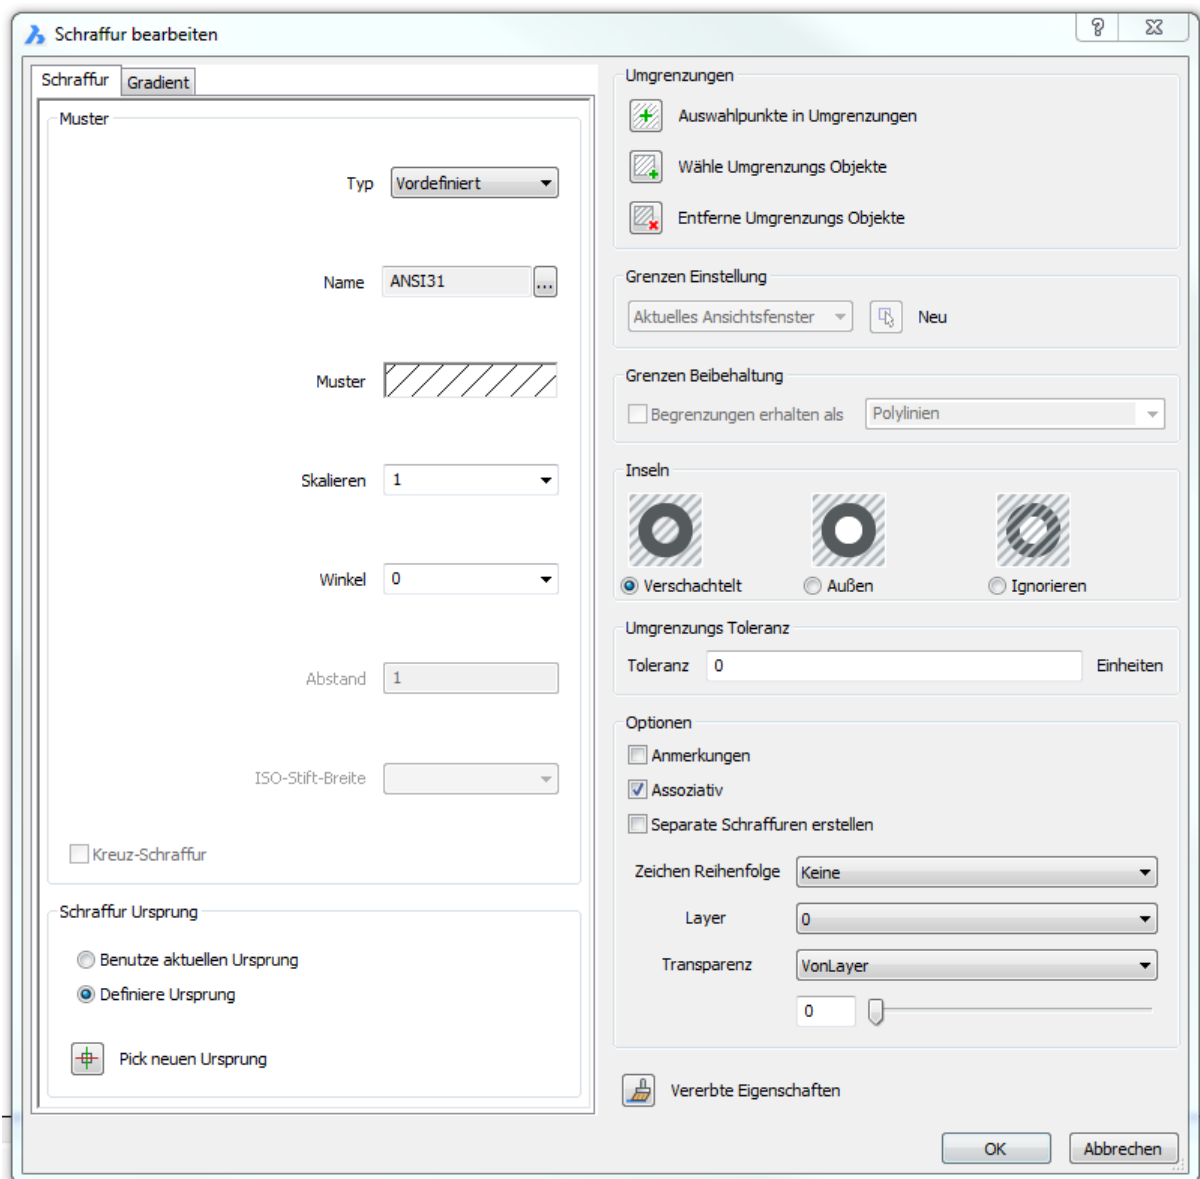 Schraffur bearbeiten
?
Schraffur
Gradient
Muster
Typ
Vordefiniert
Name
ANSI31
...
Muster
Skalieren
1
Winkel
0
Abstand
1
ISO-Stift-Breite
Kreuz-Schraffur
Schraffur Ursprung
Benutze aktuellen Ursprung
Definiere Ursprung
Pick neuen Ursprung
Umgrenzungen
Auswahlpunkte in Umgrenzungen
Wähle Umgrenzungs Objekte
Entferne Umgrenzungs Objekte
Grenzen Einstellung
Aktuelles Ansichtsfenster
Neu
Grenzen Beibehaltung
Begrenzungen erhalten als
Polylinien
Inseln
Verschachtelt
Außen
Ignorieren
Umgrenzungs Toleranz
Toleranz
0
Einheiten
Optionen
Anmerkungen
Assoziativ
Separate Schraffuren erstellen
Zeichen Reihenfolge
Keine
Layer
0
Transparenz
VonLayer
0
Vererbte Eigenschaften
OK
Abbrechen